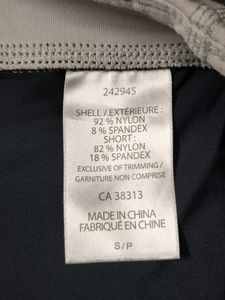 242945
SHELL / EXTÉRIEURE :
92 % NYLON
8 % SPANDEX
SHORT :
82 % NYLON
18 % SPANDEX
EXCLUSIVE OF TRIMMING /
GARNITURE NON COMPRISE
CA 38313
MADE IN CHINA
FABRIQUÉ EN CHINE
S/P